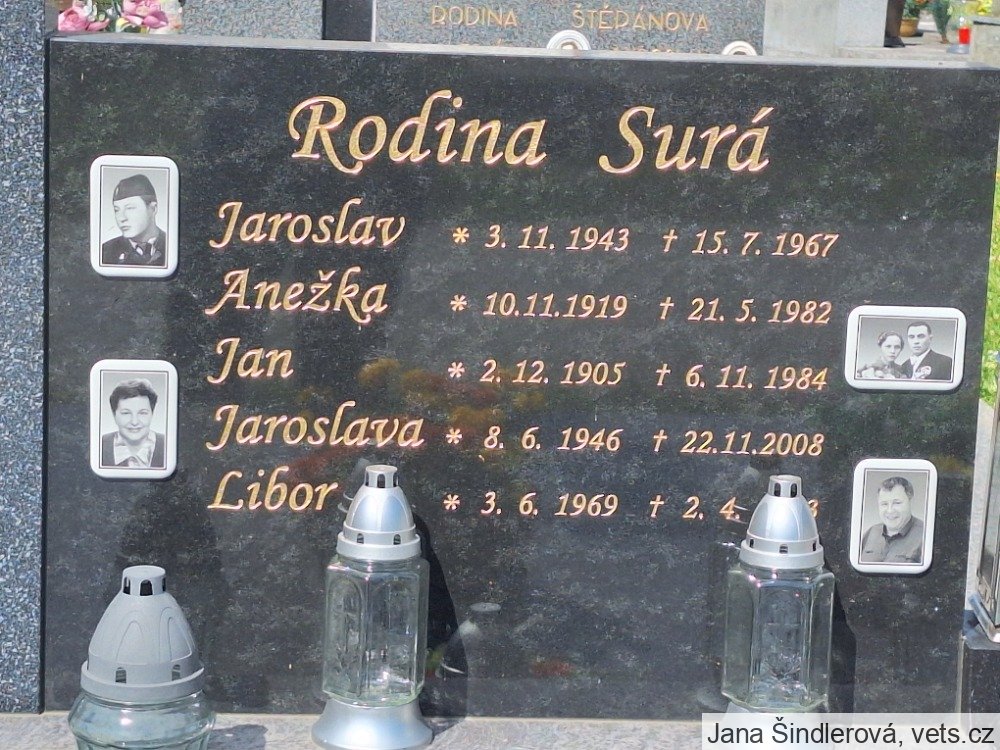 RODINA ŠTĚPÁNOVA
Rodina Surá
Jaroslav * 3. 11. 1943 † 15. 7. 1967
Anežka * 10.11.1919 † 21. 5. 1982
Jan * 2. 12. 1905 † 6. 11. 1984
Jaroslava * 8. 6. 1946 † 22.11.2008
Libor * 3. 6. 1969 † 2. 4.
Jana Šindlerová, vets.cz